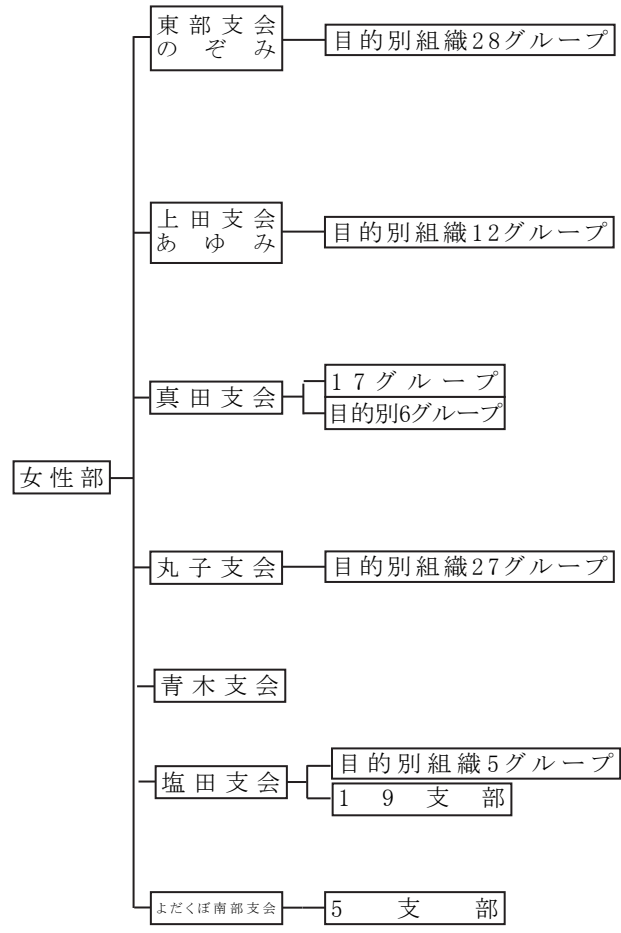 東部支会
のぞみ
目的別組織28グループ
上田支会
あゆみ
目的別組織12グループ
真田支会
17グループ
目的別6グループ
女性部
丸子支会
目的別組織27グループ
青木支会
塩田支会
目的別組織5グループ
19支部
よだくぼ南部支会
5支部